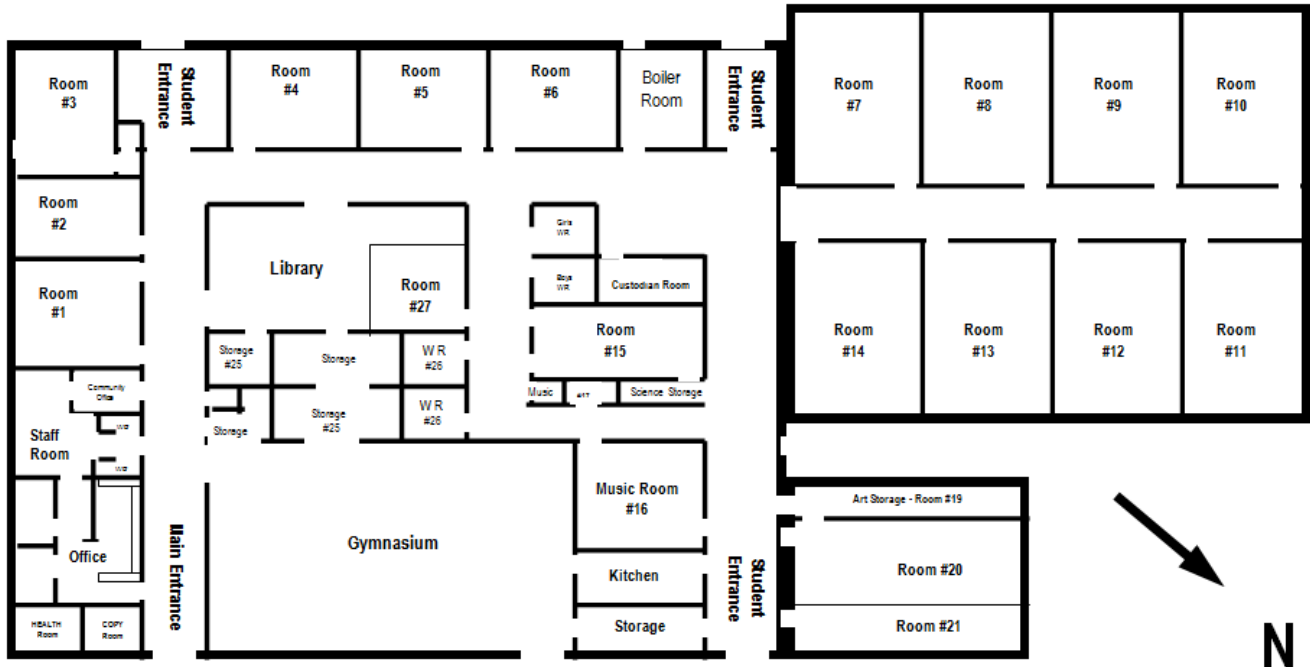 Room
#3
Student
Entrance
Room
#4
Room
#5
Room
#6
Boiler
Room
Student
Entrance
Room
#7
Room
#8
Room
#9
Room
#10
Room
#2
Girls
WR
Library
Room
#27
Boys
WR
Custodian Room
Room
#1
Room
#15
Room
#14
Room
#13
Room
#12
Room
#11
Storage
#25
Storage
W R
#26
Community
Office
Music
#17
Science Storage
Storage
Storage
#25
W R
#26
Staff
Room
WR
WR
Music Room
#16
Art Storage - Room #19
Main Entrance
Gymnasium
Office
Student
Entrance
Room #20
Kitchen
HEALTH
Room
COPY
Room
Storage
Room #21
N